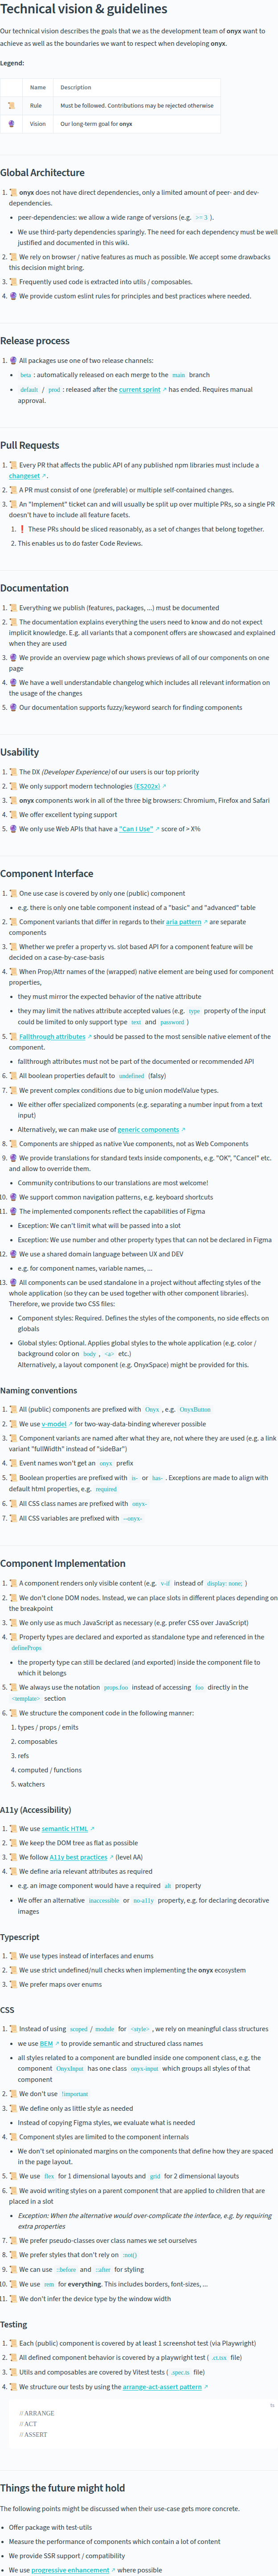 Technical vision & guidelines
Our technical vision describes the goals that we as the development team of onyx want to
achieve as well as the boundaries we want to respect when developing onyx.
Legend:
Name Description
📜 Rule Must be followed. Contributions may be rejected otherwise
🔮 Vision Our long-term goal for onyx
Global Architecture
1. 📜 onyx does not have direct dependencies, only a limited amount of peer- and dev-
dependencies.
• peer-dependencies: we allow a wide range of versions (e.g. >= 3 ).
• We use third-party dependencies sparingly. The need for each dependency must be well
justified and documented in this wiki.
2. 📜 We rely on browser / native features as much as possible. We accept some drawbacks
this decision might bring.
3. 📜 Frequently used code is extracted into utils / composables.
4. 🔮 We provide custom eslint rules for principles and best practices where needed.
Release process
1. 🔮 All packages use one of two release channels:
• beta : automatically released on each merge to the main branch
• default / prod : released after the current sprint ↗ has ended. Requires manual
approval.
Pull Requests
1. 📜 Every PR that affects the public API of any published npm libraries must include a
changeset ↗.
2. 📜 A PR must consist of one (preferable) or multiple self-contained changes.
3. 📜 An "Implement" ticket can and will usually be split up over multiple PRs, so a single PR
doesn't have to include all feature facets.
1. ❗ These PRs should be sliced reasonably, as a set of changes that belong together.
2. This enables us to do faster Code Reviews.
Documentation
1. 📜 Everything we publish (features, packages, ...) must be documented
2. 📜 The documentation explains everything the users need to know and do not expect
implicit knowledge. E.g. all variants that a component offers are showcased and explained
when they are used
3. 🔮 We provide an overview page which shows previews of all of our components on one
page
4. 🔮 We have a well understandable changelog which includes all relevant information on
the usage of the changes
5. 🔮 Our documentation supports fuzzy/keyword search for finding components
Usability
1. 📜 The DX (Developer Experience) of our users is our top priority
2. 📜 We only support modern technologies (ES202x) ↗
3. 📜 onyx components work in all of the three big browsers: Chromium, Firefox and Safari
4. 📜 We offer excellent typing support
5. 🔮 We only use Web APIs that have a "Can I Use" ↗ score of > X%
Component Interface
1. 📜 One use case is covered by only one (public) component
• e.g. there is only one table component instead of a "basic" and "advanced" table
2. 📜 Component variants that differ in regards to their aria pattern ↗ are separate
components
3. 📜 Whether we prefer a property vs. slot based API for a component feature will be
decided on a case-by-case-basis
4. 📜 When Prop/Attr names of the (wrapped) native element are being used for component
properties,
• they must mirror the expected behavior of the native attribute
• they may limit the natives attribute accepted values (e.g. type property of the input
could be limited to only support type text and password )
5. 📜 Fallthrough attributes ↗ should be passed to the most sensible native element of the
component.
• fallthrough attributes must not be part of the documented or recommended API
6. 📜 All boolean properties default to undefined (falsy)
7. 📜 We prevent complex conditions due to big union modelValue types.
• We either offer specialized components (e.g. separating a number input from a text
input)
• Alternatively, we can make use of generic components ↗
8. 📜 Components are shipped as native Vue components, not as Web Components
9. 🔮 We provide translations for standard texts inside components, e.g. "OK", "Cancel" etc.
and allow to override them.
• Community contributions to our translations are most welcome!
10. 🔮 We support common navigation patterns, e.g. keyboard shortcuts
11. 🔮 The implemented components reflect the capabilities of Figma
• Exception: We can't limit what will be passed into a slot
• Exception: We use number and other property types that can not be declared in Figma
12. 🔮 We use a shared domain language between UX and DEV
• e.g. for component names, variable names, ...
13. 🔮 All components can be used standalone in a project without affecting styles of the
whole application (so they can be used together with other component libraries).
Therefore, we provide two CSS files:
• Component styles: Required. Defines the styles of the components, no side effects on
globals
• Global styles: Optional. Applies global styles to the whole application (e.g. color /
background color on body , <a> etc.)
Alternatively, a layout component (e.g. OnyxSpace) might be provided for this.
Naming conventions
1. 📜 All (public) components are prefixed with Onyx , e.g. OnyxButton
2. 📜 We use v-model ↗ for two-way-data-binding wherever possible
3. 📜 Component variants are named after what they are, not where they are used (e.g. a link
variant "fullWidth" instead of "sideBar")
4. 📜 Event names won't get an onyx prefix
5. 📜 Boolean properties are prefixed with is- or has- . Exceptions are made to align with
default html properties, e.g. required
6. 📜 All CSS class names are prefixed with onyx-
7. 📜 All CSS variables are prefixed with --onyx-
Component Implementation
1. 📜 A component renders only visible content (e.g. v-if instead of display: none; )
2. 📜 We don't clone DOM nodes. Instead, we can place slots in different places depending on
the breakpoint
3. 📜 We only use as much JavaScript as necessary (e.g. prefer CSS over JavaScript)
4. 📜 Property types are declared and exported as standalone type and referenced in the
defineProps
• the property type can still be declared (and exported) inside the component file to
which it belongs
5. 📜 We always use the notation props.foo instead of accessing foo directly in the
<template> section
6. 📜 We structure the component code in the following manner:
1. types / props / emits
2. composables
3. refs
4. computed / functions
5. watchers
A11y (Accessibility)
1. 📜 We use semantic HTML ↗
2. 📜 We keep the DOM tree as flat as possible
3. 📜 We follow A11y best practices ↗ (level AA)
4. 📜 We define aria relevant attributes as required
• e.g. an image component would have a required alt property
• We offer an alternative inaccessible or no-a11y property, e.g. for declaring decorative
images
Typescript
1. 📜 We use types instead of interfaces and enums
2. 📜 We use strict undefined/null checks when implementing the onyx ecosystem
3. 📜 We prefer maps over enums
CSS
1. 📜 Instead of using scoped / module for <style> , we rely on meaningful class structures
• we use BEM ↗ to provide semantic and structured class names
• all styles related to a component are bundled inside one component class, e.g. the
component OnyxInput has one class onyx-input which groups all styles of that
component
2. 📜 We don't use !important
3. 📜 We define only as little style as needed
• Instead of copying Figma styles, we evaluate what is needed
4. 📜 Component styles are limited to the component internals
• We don't set opinionated margins on the components that define how they are spaced
in the page layout.
5. 📜 We use flex for 1 dimensional layouts and grid for 2 dimensional layouts
6. 📜 We avoid writing styles on a parent component that are applied to children that are
placed in a slot
• Exception: When the alternative would over-complicate the interface, e.g. by requiring
extra properties
7. 📜 We prefer pseudo-classes over class names we set ourselves
8. 📜 We prefer styles that don't rely on :not()
9. 📜 We can use ::before and ::after for styling
10. 📜 We use rem for everything. This includes borders, font-sizes, ...
11. 📜 We don't infer the device type by the window width
Testing
1. 📜 Each (public) component is covered by at least 1 screenshot test (via Playwright)
2. 📜 All defined component behavior is covered by a playwright test ( .ct.tsx file)
3. 📜 Utils and composables are covered by Vitest tests ( .spec.ts file)
4. 📜 We structure our tests by using the arrange-act-assert pattern ↗
ts
// ARRANGE
// ACT
// ASSERT
Things the future might hold
The following points might be discussed when their use-case gets more concrete.
• Offer package with test-utils
• Measure the performance of components which contain a lot of content
• We provide SSR support / compatibility
• We use progressive enhancement ↗ where possible